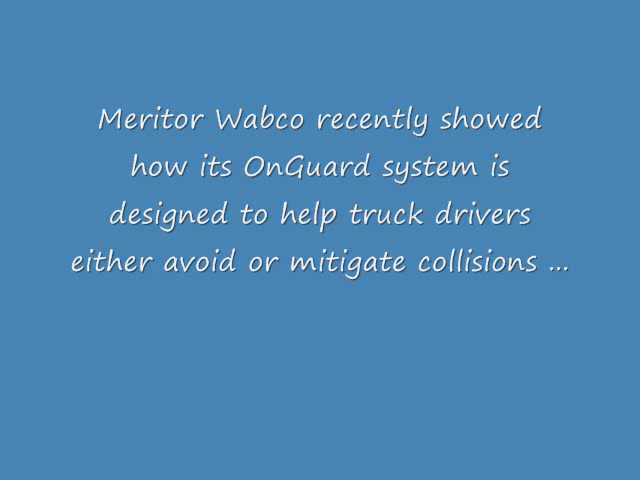 Meritor Wabco recently showed
how its OnGuard system is
designed to help truck drivers
either avoid or mitigate collisions ...